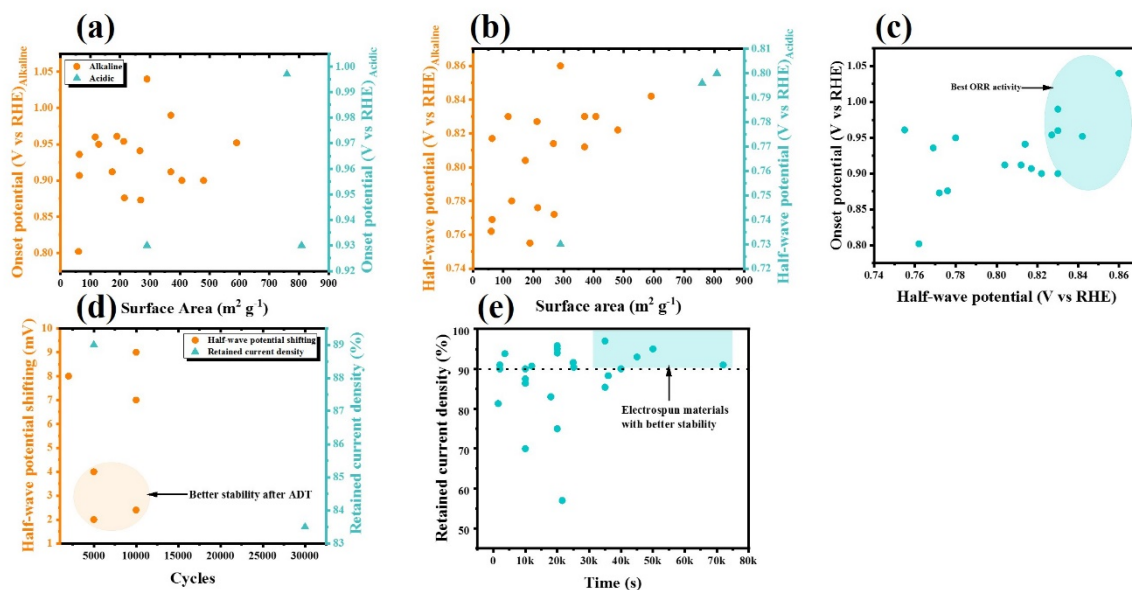 (a)
Onset potential (V vs RHE)Alkaline
1.05
1.00
0.95
0.90
0.85
0.80
Alkaline
Acidic
1.00
0.99
0.98
0.97
0.96
0.95
0.94
0.93
0.92
Onset potential (V vs RHE)Acidic
0 100 200 300 400 500 600 700 800 900
Surface Area (m² g⁻¹)
(b)
Half-wave potential (V vs RHE)Alkaline
0.86
0.84
0.82
0.80
0.78
0.76
0.74
0.81
0.80
0.79
0.78
0.77
0.76
0.75
0.74
0.73
0.72
Half-wave potential (V vs RHE)Acidic
0 100 200 300 400 500 600 700 800 900
Surface area (m² g⁻¹)
(c)
Onset potential (V vs RHE)
1.05
1.00
0.95
0.90
0.85
0.80
Best ORR activity
0.74 0.76 0.78 0.80 0.82 0.84 0.86
Half-wave potential (V vs RHE)
(d)
Half-wave potential shifting (mV)
10
9
8
7
6
5
4
3
2
1
Half-wave potential shifting
Retained current density
Better stability after ADT
89
88
87
86
85
84
83
Retained current density (%)
5000 10000 15000 20000 25000 30000
Cycles
(e)
Retained current density (%)
100
90
80
70
60
50
Electrospun materials
with better stability
0 10k 20k 30k 40k 50k 60k 70k 80k
Time (s)